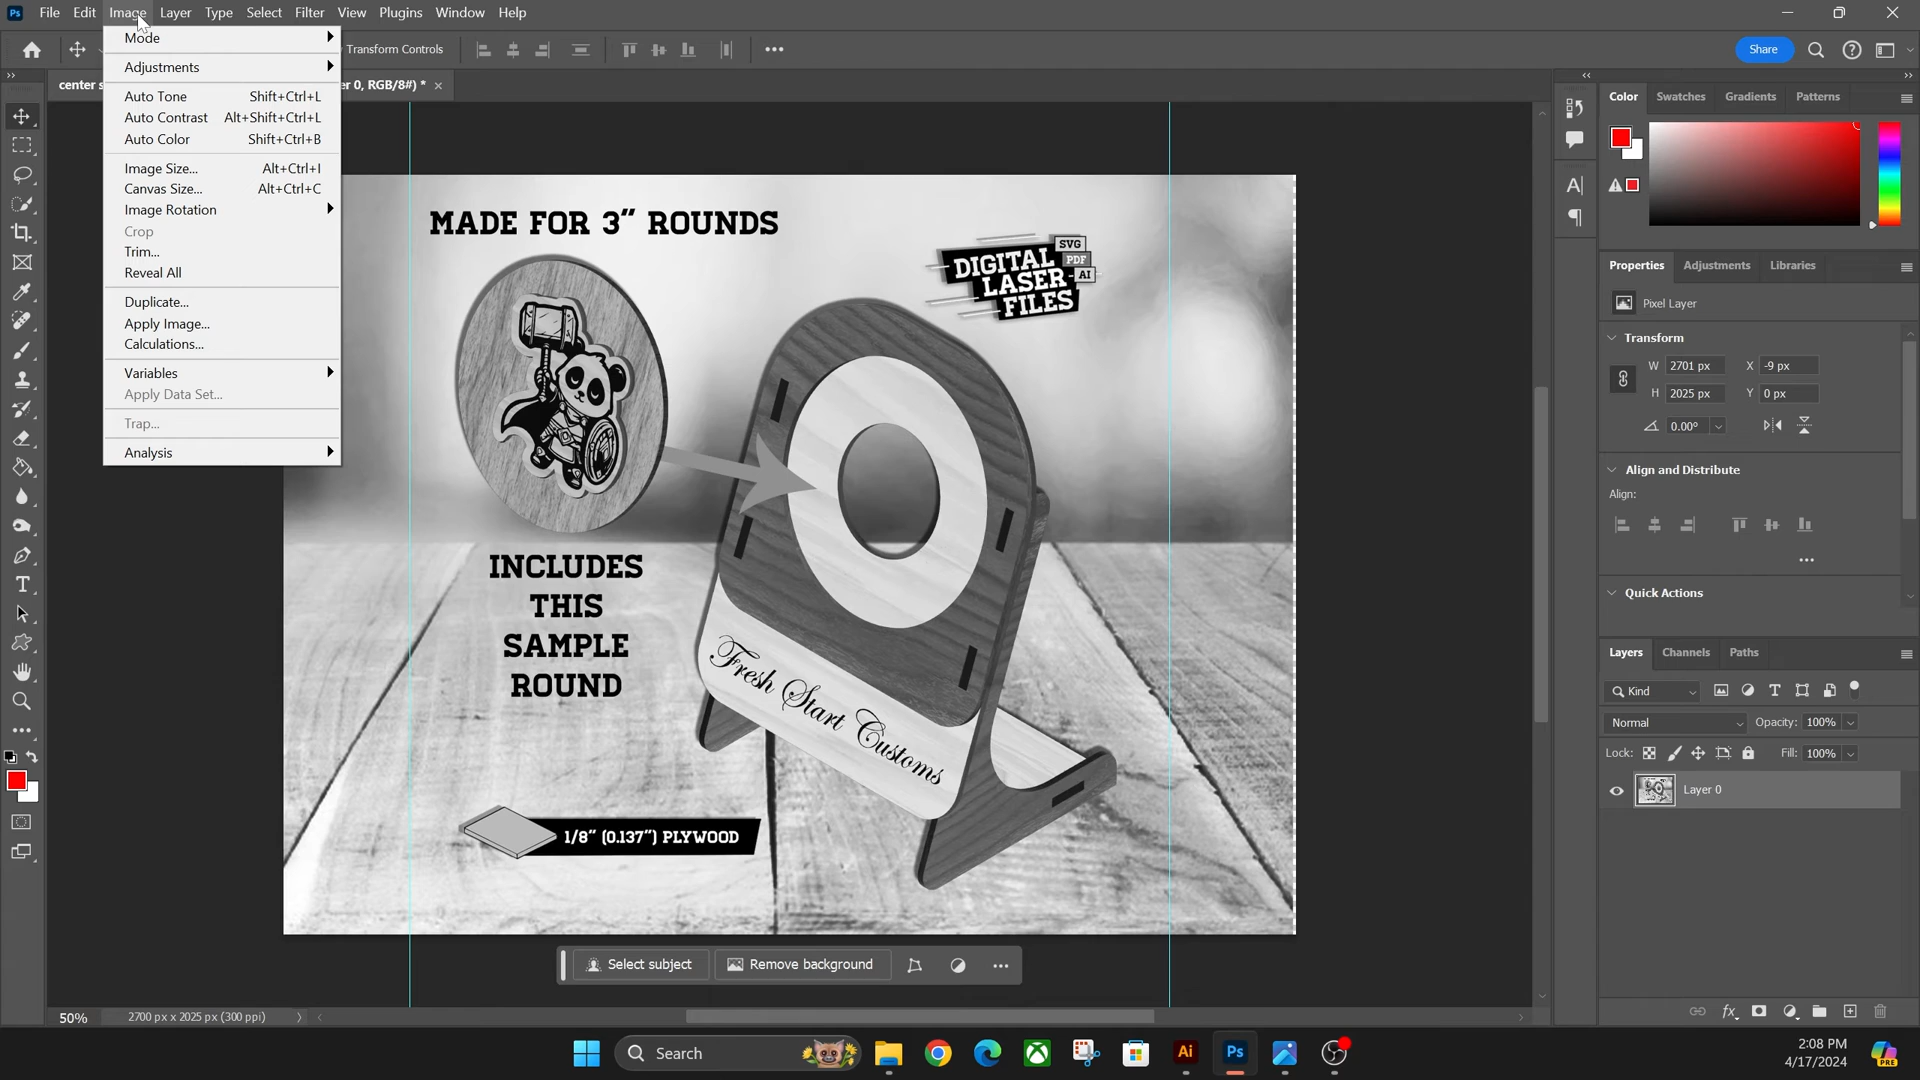 Ps File Edit Image Layer Type Select Filter View Plugins Window Help
Transform Controls
Share
center s
er 0, RGB/8#) * ×
Mode
Adjustments
Auto Tone Shift+Ctrl+L
Auto Contrast Alt+Shift+Ctrl+L
Auto Color Shift+Ctrl+B
Image Size... Alt+Ctrl+I
Canvas Size... Alt+Ctrl+C
Image Rotation
Crop
Trim...
Reveal All
Duplicate...
Apply Image...
Calculations...
Variables
Apply Data Set...
Trap...
Analysis
MADE FOR 3” ROUNDS
DIGITAL
LASER
FILES
SVG
PDF
AI
INCLUDES
THIS
SAMPLE
ROUND
Fresh Start Customs
1/8” (0.137”) PLYWOOD
Select subject Remove background
50% 2700 px x 2025 px (300 ppi)
Color Swatches Gradients Patterns
Properties Adjustments Libraries
Pixel Layer
Transform
W 2701 px X -9 px
H 2025 px Y 0 px
0.00°
Align and Distribute
Align:
Quick Actions
Layers Channels Paths
Kind
Normal Opacity: 100%
Lock: Fill: 100%
Layer 0
Search
Ai Ps
2:08 PM
4/17/2024
PRE